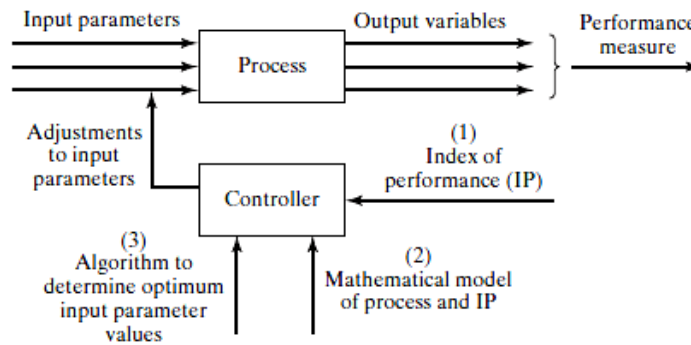 Input parameters
Output variables
Performance
measure
Process
Adjustments
to input
parameters
(1)
Index of
performance (IP)
Controller
(3)
Algorithm to
determine optimum
input parameter
values
(2)
Mathematical model
of process and IP